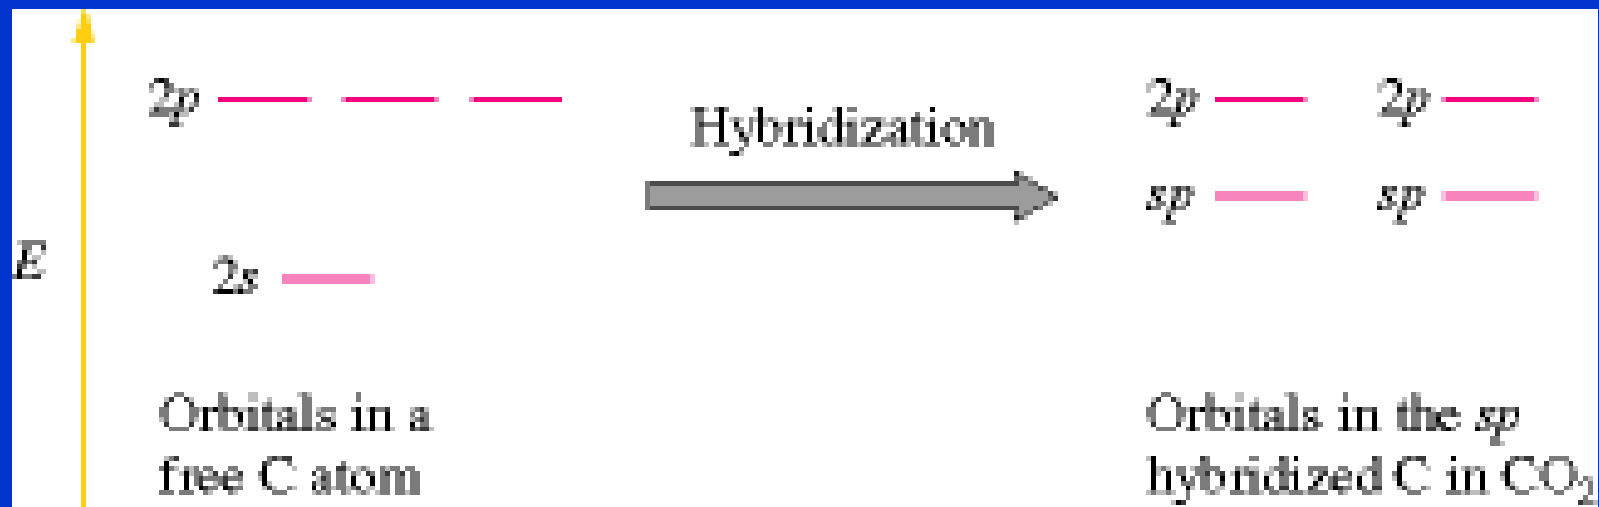 2p
Hybridization
2p 2p
sp sp
E
2s
Orbitals in a
free C atom
Orbitals in the sp
hybridized C in CO₂